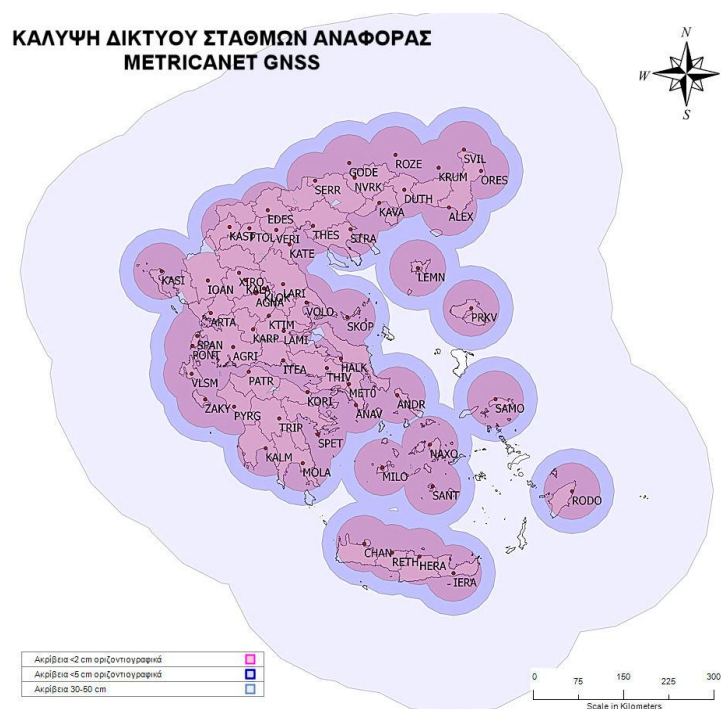 ΚΑΛΥΨΗ ΔΙΚΤΥΟΥ ΣΤΑΘΜΩΝ ΑΝΑΦΟΡΑΣ
METRICANET GNSS
N
W E
S
SVIL
ROZE
GODE
KRUM
ORES
SERR
NVRK
DUTH
KAVA
ALEX
EDES
KAST
PTOL
VERI
THES
STRA
KATE
LEMN
KASI
IOAN
XIRO
KALA
KLOK
LARI
AGNA
VOLO
PRKV
ARTA
KTIM
SKOP
KARP
LAMI
SPAN
PONT
AGRI
ITEA
THIV
HALK
VLSM
PATR
MET0
ZAKY
PYRG
KORI
ANAV
ANDR
SAMO
TRIP
SPET
KALM
MOLA
NAXO
MILO
SANT
RODO
CHAN
RETH
HERA
IERA
Ακρίβεια <2 cm οριζοντιογραφικά
Ακρίβεια <5 cm οριζοντιογραφικά
Ακρίβεια 30-50 cm
0 75 150 225 300
Scale in Kilometers